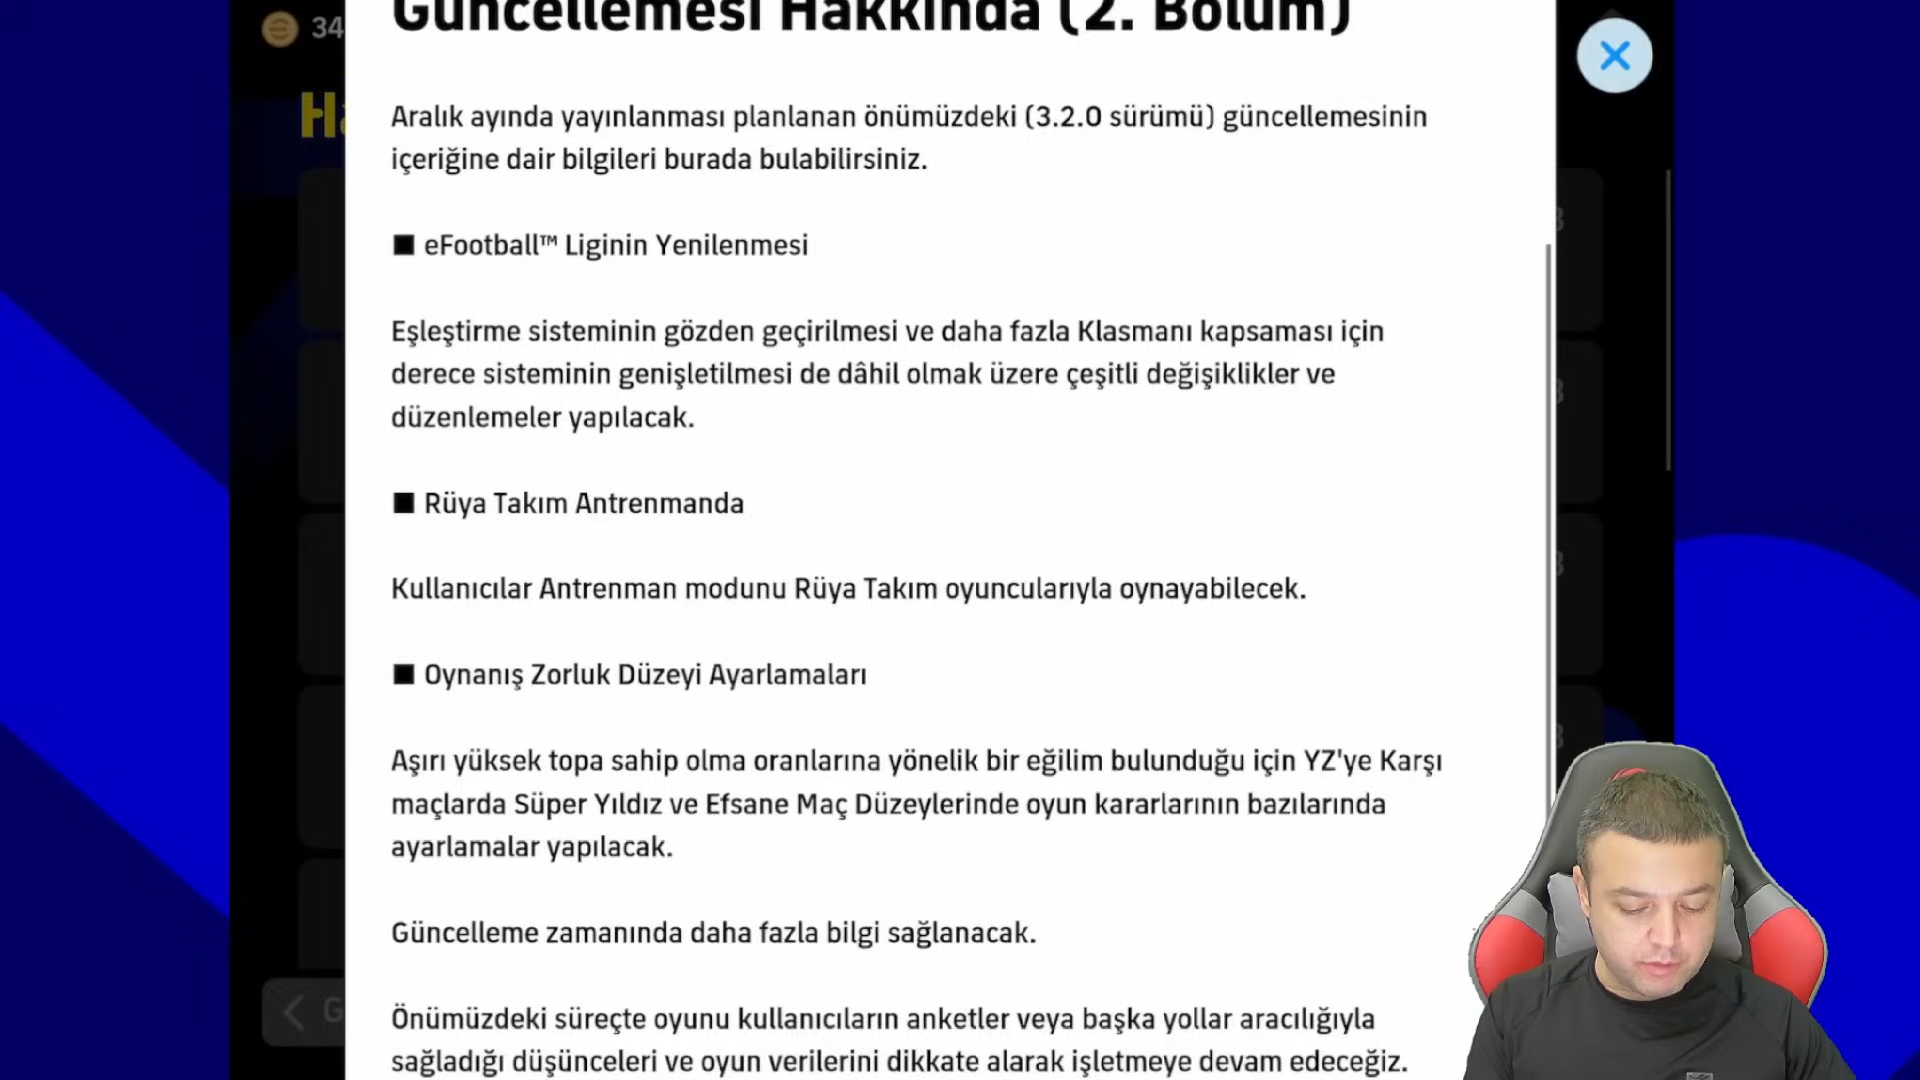 34
Güncellemesi Hakkında (2. Bölüm)
Aralık ayında yayınlanması planlanan önümüzdeki (3.2.0 sürümü) güncellemesinin
içeriğine dair bilgileri burada bulabilirsiniz.
■ eFootball™ Liginin Yenilenmesi
Eşleştirme sisteminin gözden geçirilmesi ve daha fazla Klasmanı kapsaması için
derece sisteminin genişletilmesi de dâhil olmak üzere çeşitli değişiklikler ve
düzenlemeler yapılacak.
■ Rüya Takım Antrenmanda
Kullanıcılar Antrenman modunu Rüya Takım oyuncularıyla oynayabilecek.
■ Oynanış Zorluk Düzeyi Ayarlamaları
Aşırı yüksek topa sahip olma oranlarına yönelik bir eğilim bulunduğu için YZ'ye Karşı
maçlarda Süper Yıldız ve Efsane Maç Düzeylerinde oyun kararlarının bazılarında
ayarlamalar yapılacak.
Güncelleme zamanında daha fazla bilgi sağlanacak.
Önümüzdeki süreçte oyunu kullanıcıların anketler veya başka yollar aracılığıyla
sağladığı düşünceleri ve oyun verilerini dikkate alarak işletmeye devam edeceğiz.